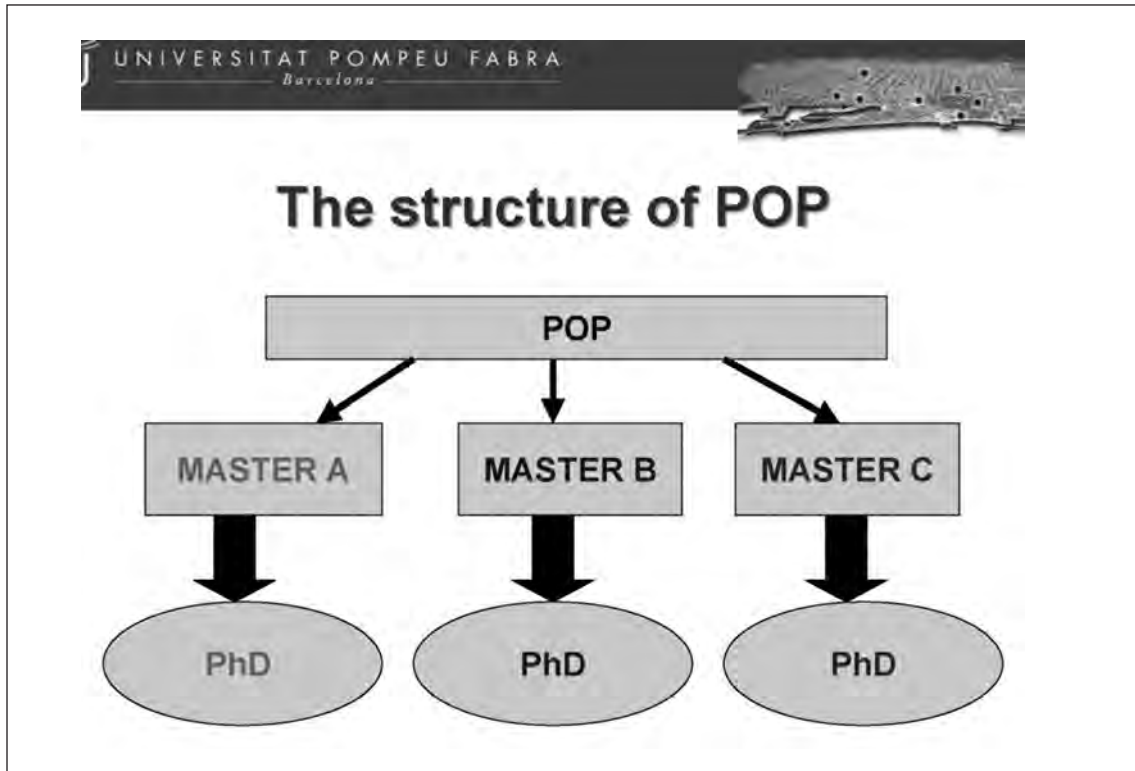 UNIVERSITAT POMPEU FABRA
Barcelona
The structure of POP
POP
MASTER A
MASTER B
MASTER C
PhD
PhD
PhD